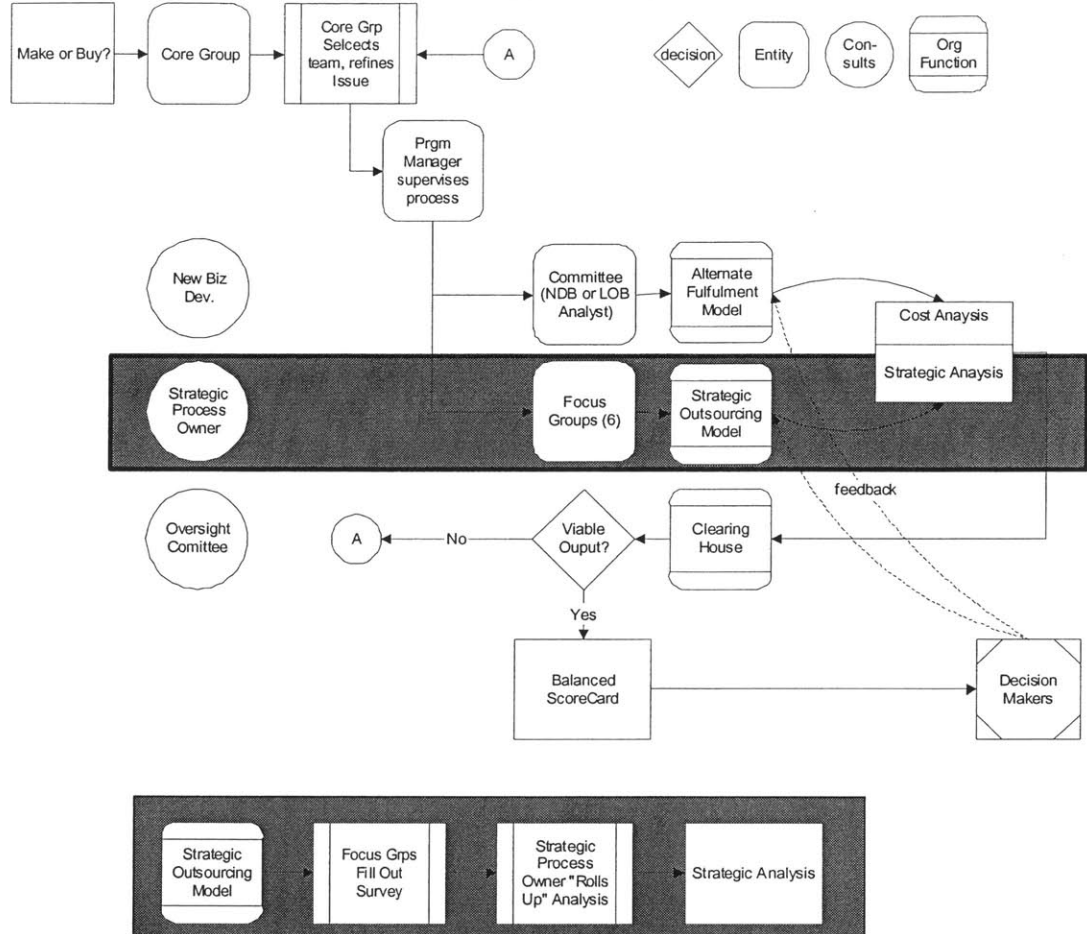 Make or Buy?
Core Group
Core Grp
Selcects
team, refines
Issue
A
decision
Entity
Con-
sults
Org
Function
Prgm
Manager
supervises
process
New Biz
Dev.
Committee
(NDB or LOB
Analyst)
Alternate
Fulfulment
Model
Cost Anaysis
Strategic Anaysis
Strategic
Process
Owner
Focus
Groups (6)
Strategic
Outsourcing
Model
feedback
Oversight
Comittee
A
No
Viable
Ouput?
Clearing
House
Yes
Balanced
ScoreCard
Decision
Makers
Strategic
Outsourcing
Model
Focus Grps
Fill Out
Survey
Strategic
Process
Owner "Rolls
Up" Analysis
Strategic Analysis